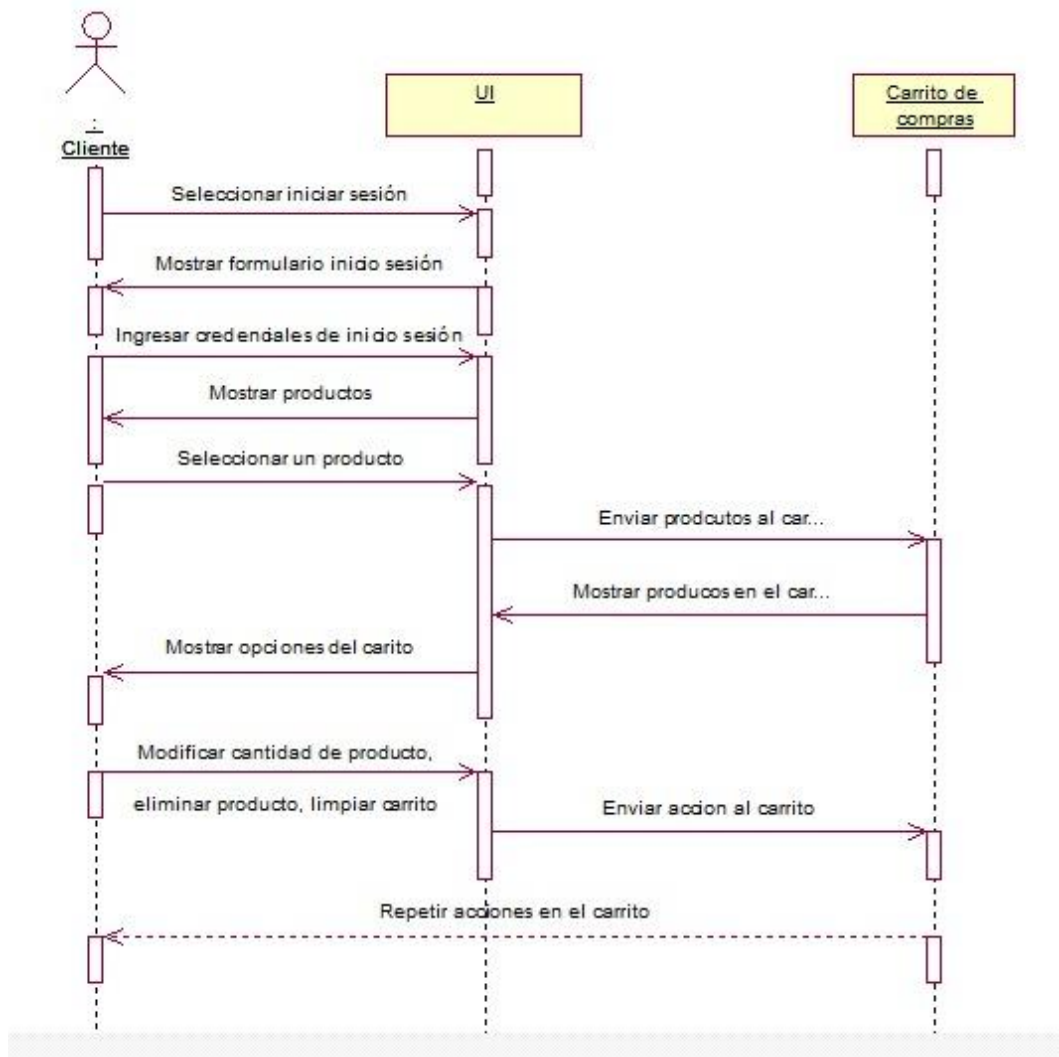 :
Cliente
UI
Carrito de
compras
Seleccionar iniciar sesión
Mostrar formulario inicio sesión
Ingresar credenciales de inicio sesión
Mostrar productos
Seleccionar un producto
Enviar prodcutos al car...
Mostrar producos en el car...
Mostrar opciones del carito
Modificar cantidad de producto,
eliminar producto, limpiar carrito
Enviar accion al carrito
Repetir acciones en el carrito